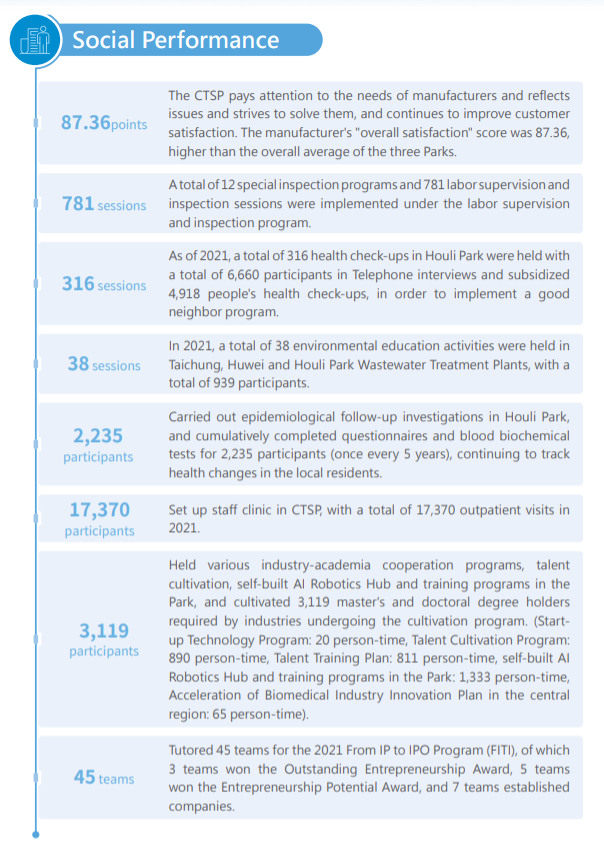 Social Performance
87.36points
The CTSP pays attention to the needs of manufacturers and reflects
issues and strives to solve them, and continues to improve customer
satisfaction. The manufacturer's "overall satisfaction" score was 87.36,
higher than the overall average of the three Parks.
781 sessions
A total of 12 special inspection programs and 781 labor supervision and
inspection sessions were implemented under the labor supervision
and inspection program.
316 sessions
As of 2021, a total of 316 health check-ups in Houli Park were held with
a total of 6,660 participants in Telephone interviews and subsidized
4,918 people's health check-ups, in order to implement a good
neighbor program.
38 sessions
In 2021, a total of 38 environmental education activities were held in
Taichung, Huwei and Houli Park Wastewater Treatment Plants, with a
total of 939 participants.
2,235
participants
Carried out epidemiological follow-up investigations in Houli Park,
and cumulatively completed questionnaires and blood biochemical
tests for 2,235 participants (once every 5 years), continuing to track
health changes in the local residents.
17,370
participants
Set up staff clinic in CTSP, with a total of 17,370 outpatient visits in
2021.
3,119
participants
Held various industry-academia cooperation programs, talent
cultivation, self-built AI Robotics Hub and training programs in the
Park, and cultivated 3,119 master's and doctoral degree holders
required by industries undergoing the cultivation program. (Start-
up Technology Program: 20 person-time, Talent Cultivation Program:
890 person-time, Talent Training Plan: 811 person-time, self-built AI
Robotics Hub and training programs in the Park: 1,333 person-time,
Acceleration of Biomedical Industry Innovation Plan in the central
region: 65 person-time).
45 teams
Tutored 45 teams for the 2021 From IP to IPO Program (FITI), of which
3 teams won the Outstanding Entrepreneurship Award, 5 teams
won the Entrepreneurship Potential Award, and 7 teams established
companies.